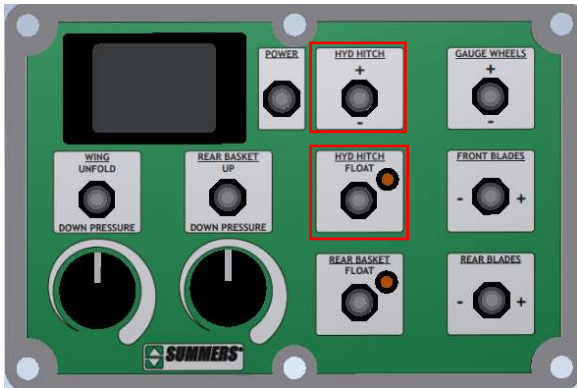 POWER
HYD HITCH
+
-
GAUGE WHEELS
+
-
WING
UNFOLD
DOWN PRESSURE
REAR BASKET
UP
DOWN PRESSURE
HYD HITCH
FLOAT
FRONT BLADES
- +
REAR BASKET
FLOAT
REAR BLADES
- +
SUMMERS®